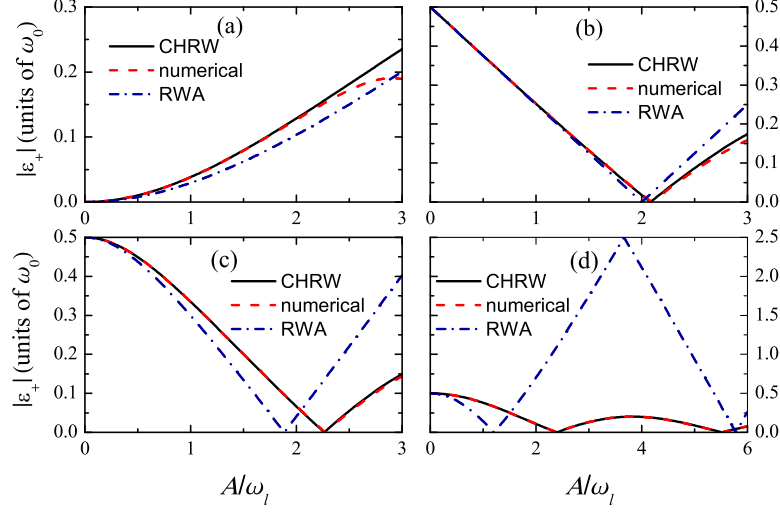 (a)
CHRW
numerical
RWA
0.3
0.2
0.1
0.0
0 1 2 3
|ε₊| (units of ω₀)
(b)
CHRW
numerical
RWA
0.5
0.4
0.3
0.2
0.1
0.0
0 1 2 3
(c)
CHRW
numerical
RWA
0.5
0.4
0.3
0.2
0.1
0.0
0 1 2 3
|ε₊| (units of ω₀)
A/ωₗ
(d)
CHRW
numerical
RWA
2.5
2.0
1.5
1.0
0.5
0.0
0 2 4 6
A/ωₗ